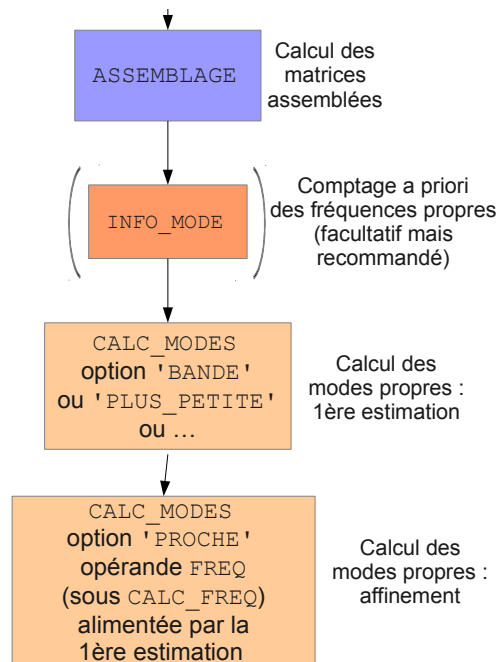 ASSEMBLAGE
Calcul des
matrices
assemblées
INFO_MODE
Comptage a priori
des fréquences propres
(facultatif mais
recommandé)
CALC_MODES
option 'BANDE'
ou 'PLUS_PETITE'
ou ...
Calcul des
modes propres :
1ère estimation
CALC_MODES
option 'PROCHE'
opérande FREQ
(sous CALC_FREQ)
alimentée par la
1ère estimation
Calcul des
modes propres :
affinement